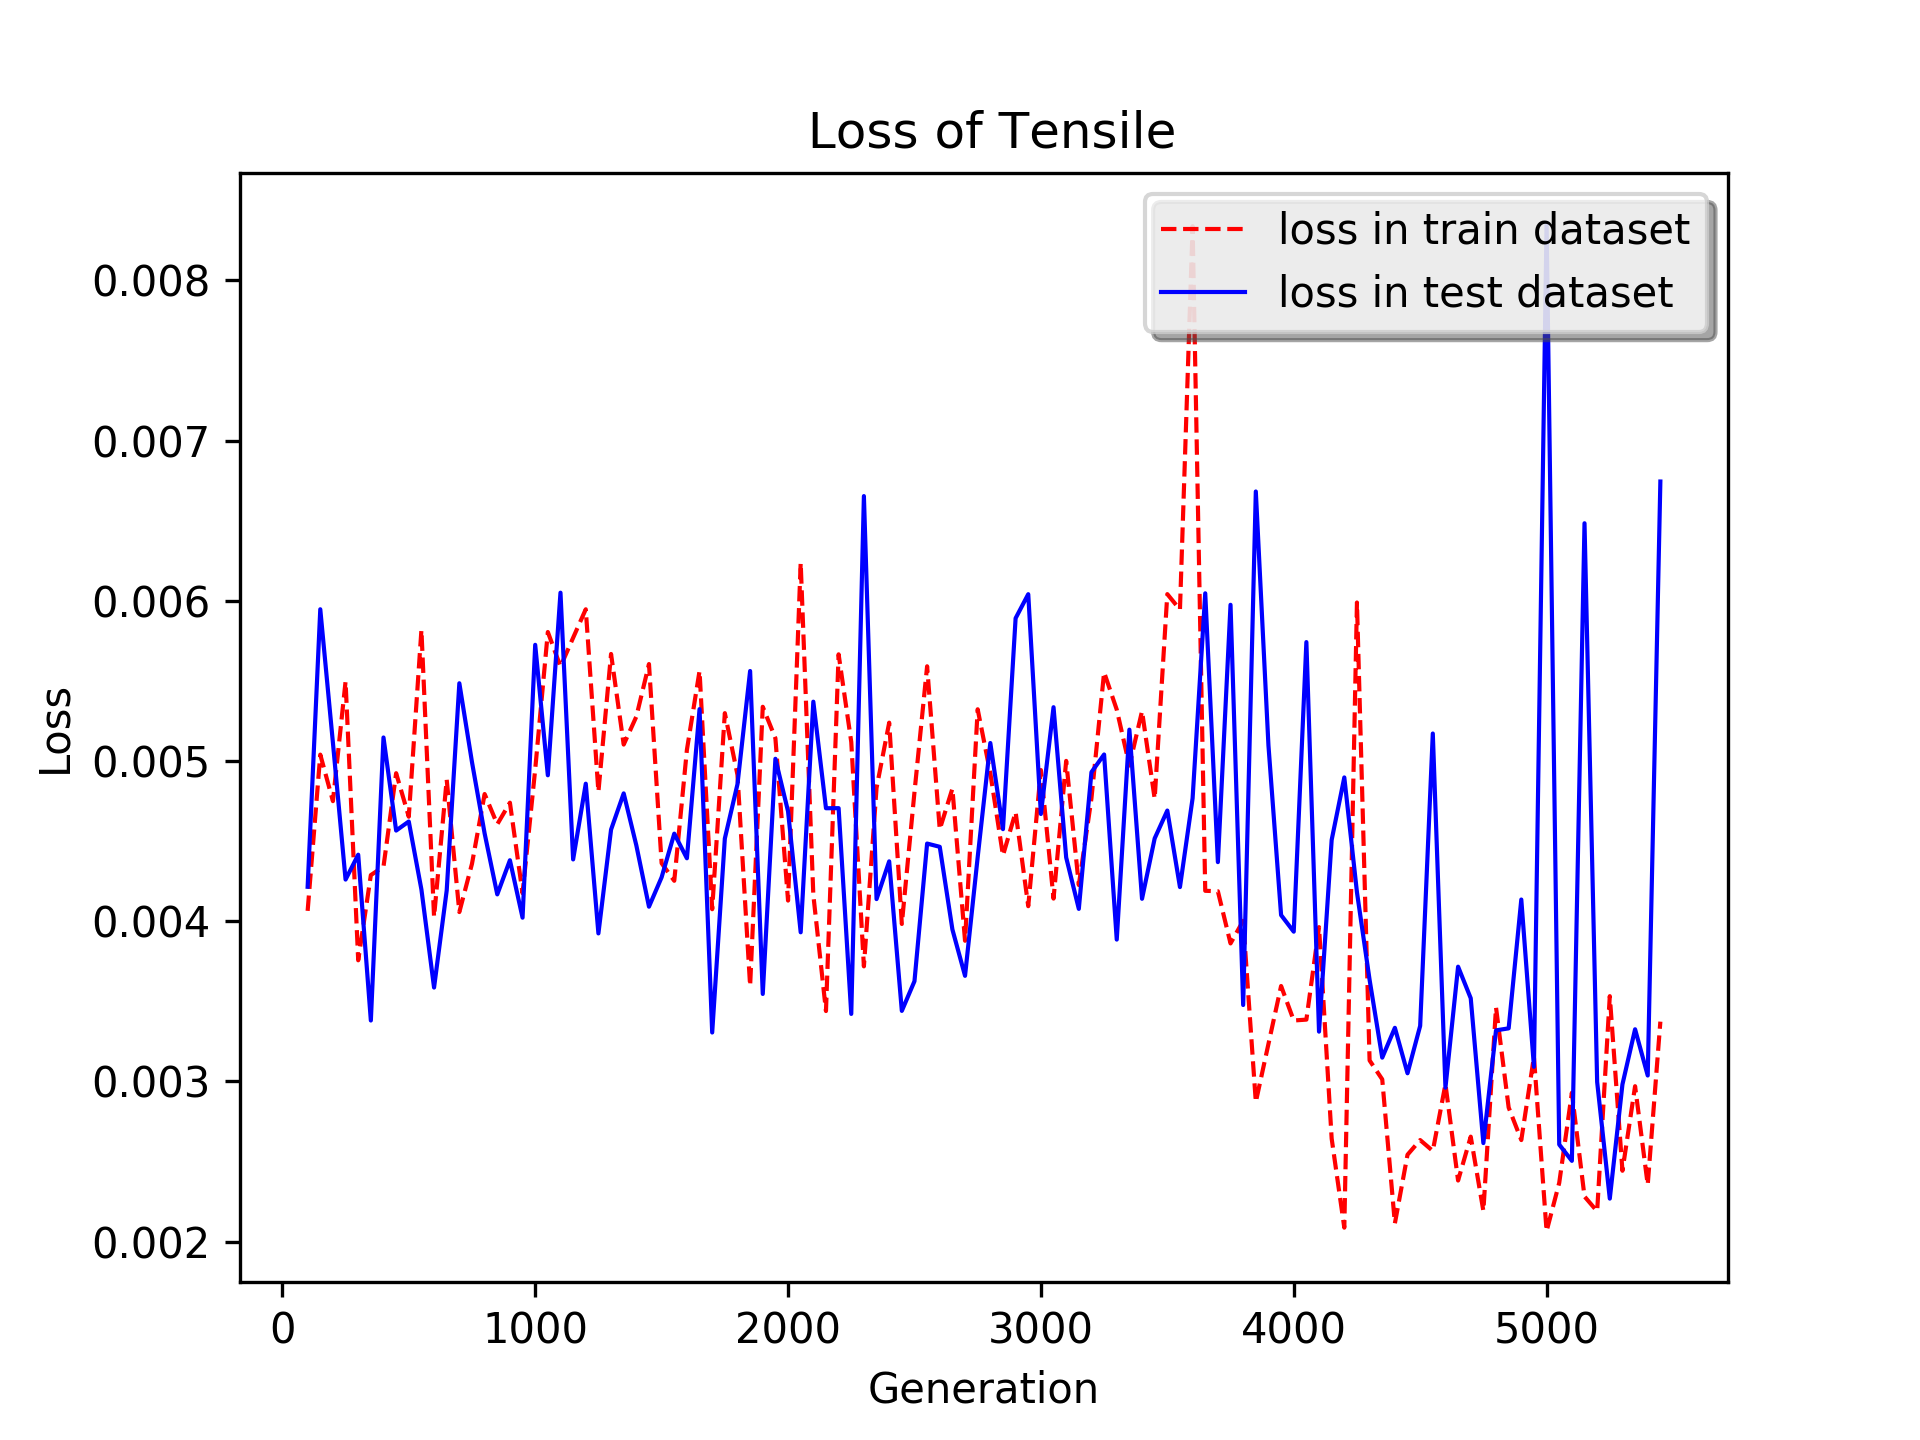 Loss of Tensile
loss in train dataset
loss in test dataset
0.008
0.007
0.006
0.005
0.004
0.003
0.002
Loss
0 1000 2000 3000 4000 5000
Generation